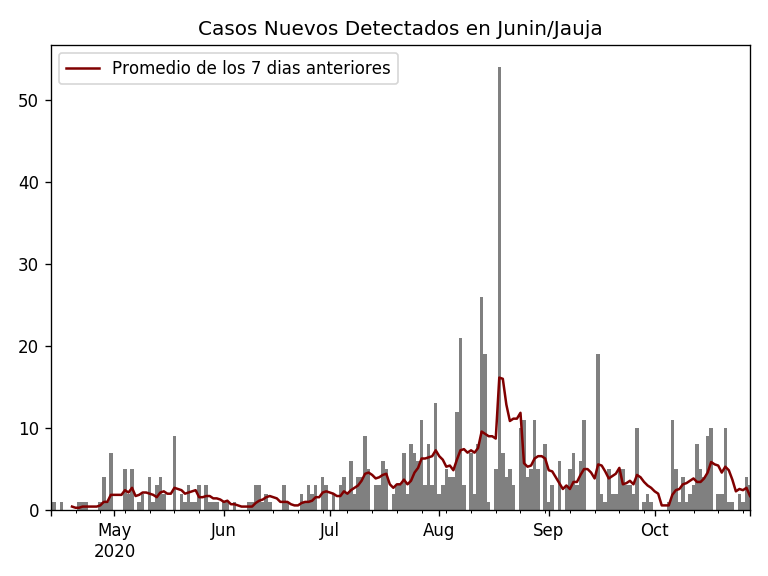 Casos Nuevos Detectados en Junin/Jauja
Promedio de los 7 dias anteriores
50
40
30
20
10
0
May
2020
Jun
Jul
Aug
Sep
Oct